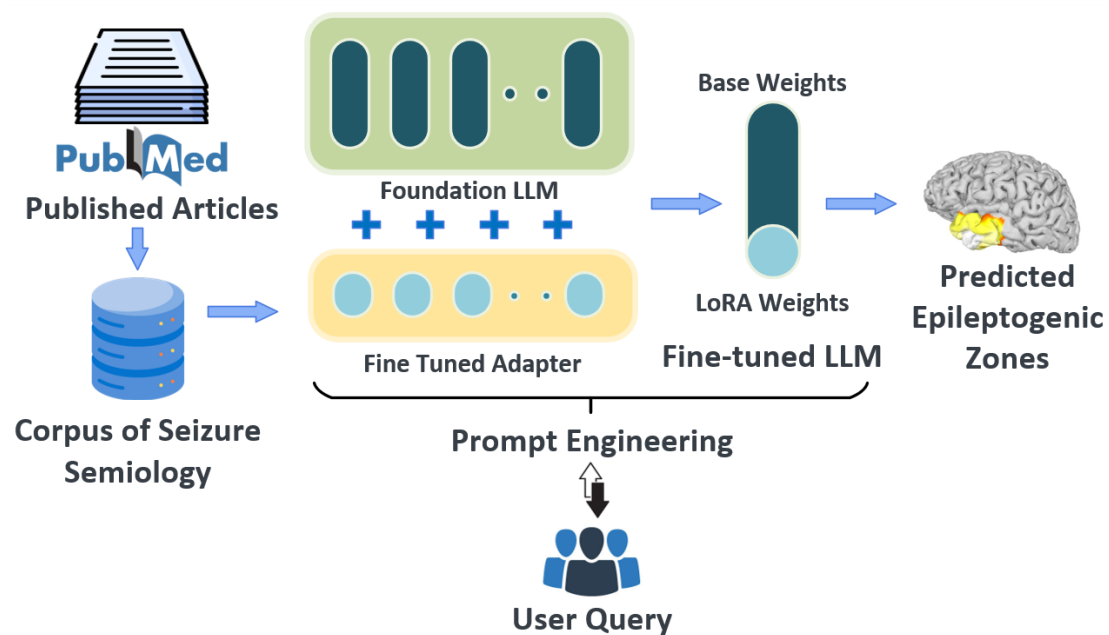 PubMed
Published Articles
Corpus of Seizure
Semiology
Foundation LLM
Fine Tuned Adapter
Base Weights
LoRA Weights
Fine-tuned LLM
Predicted
Epileptogenic
Zones
Prompt Engineering
User Query